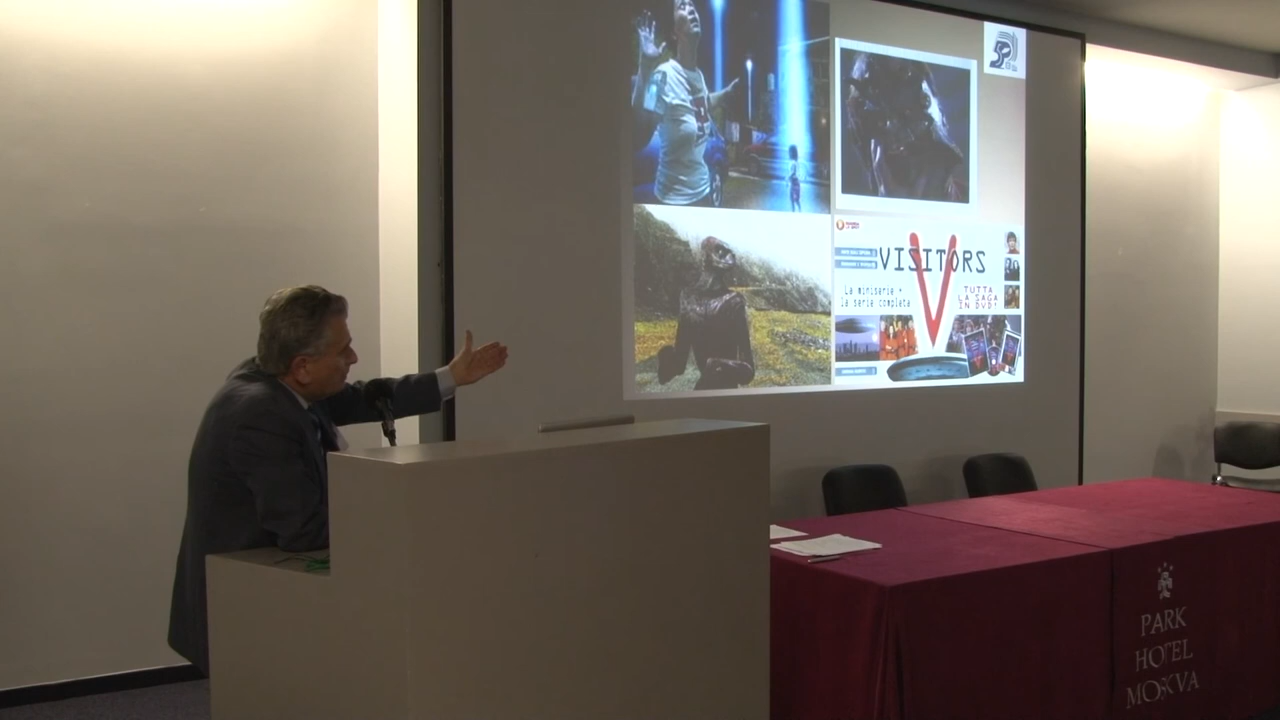 VISITORS
La miniserie +
la serie completa
V
TUTTA
LA SAGA
IN DVD!
PARK
HOTEL
MOSKVA